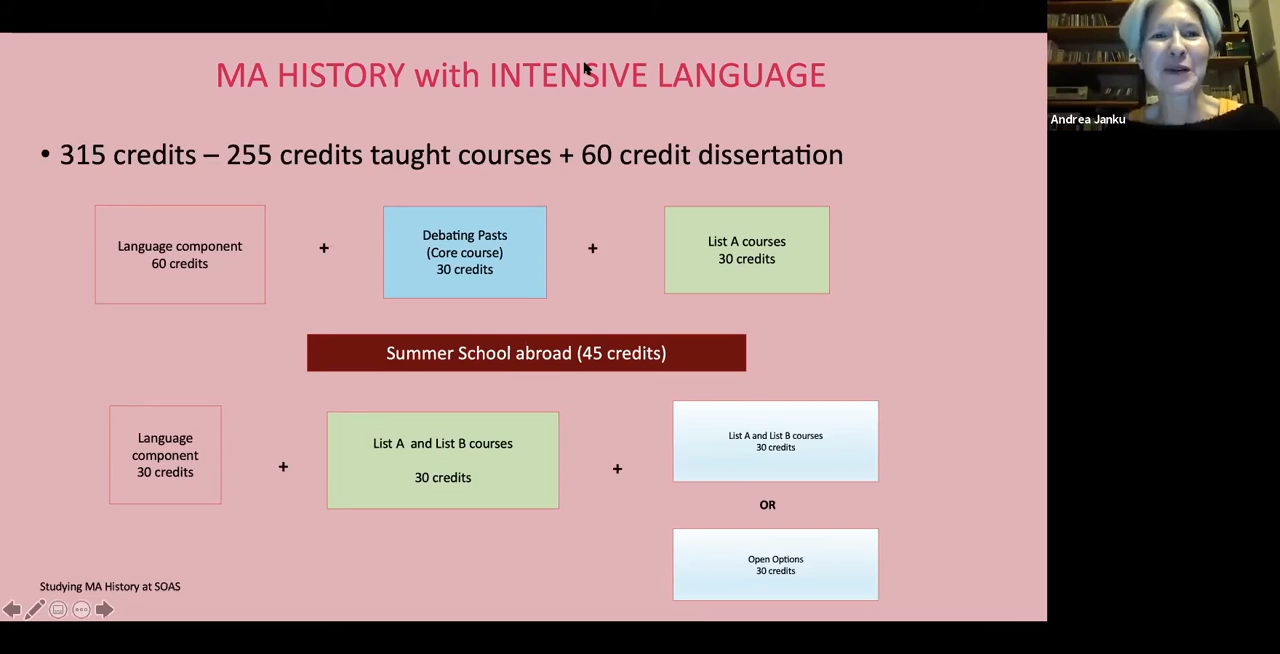 MA HISTORY with INTENSIVE LANGUAGE
Andrea Janku
• 315 credits – 255 credits taught courses + 60 credit dissertation
Language component
60 credits
+
Debating Pasts
(Core course)
30 credits
+
List A courses
30 credits
Summer School abroad (45 credits)
Language
component
30 credits
+
List A and List B courses
30 credits
+
List A and List B courses
30 credits
OR
Open Options
30 credits
Studying MA History at SOAS